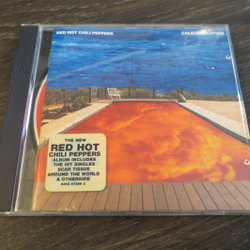 RED HOT CHILI PEPPERS
CALIFORNICATION
THE NEW
RED HOT
CHILI PEPPERS
ALBUM INCLUDES
THE HIT SINGLES
SCAR TISSUE
AROUND THE WORLD
& OTHERSIDE